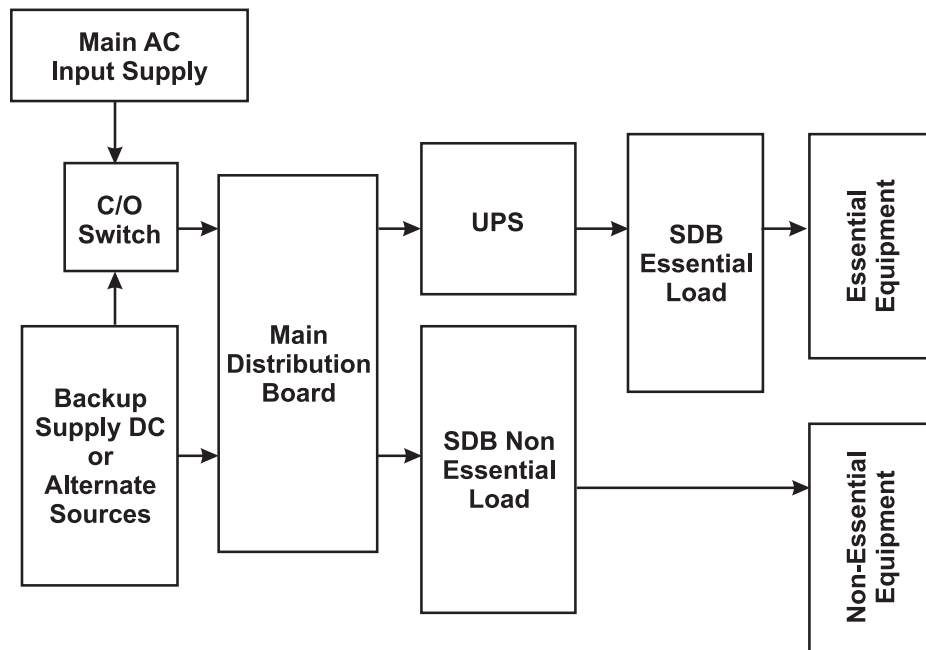 Main AC
Input Supply
C/O
Switch
UPS
SDB
Essential
Load
Essential
Equipment
Main
Distribution
Board
Backup
Supply DC
or
Alternate
Sources
SDB Non
Essential
Load
Non-Essential
Equipment